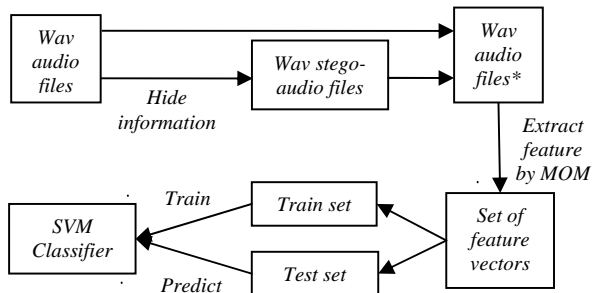 Wav
audio
files
Hide
information
Wav stego-
audio files
Wav
audio
files*
Extract
feature
by MOM
Set of
feature
vectors
Train set
Test set
Train
Predict
SVM
Classifier